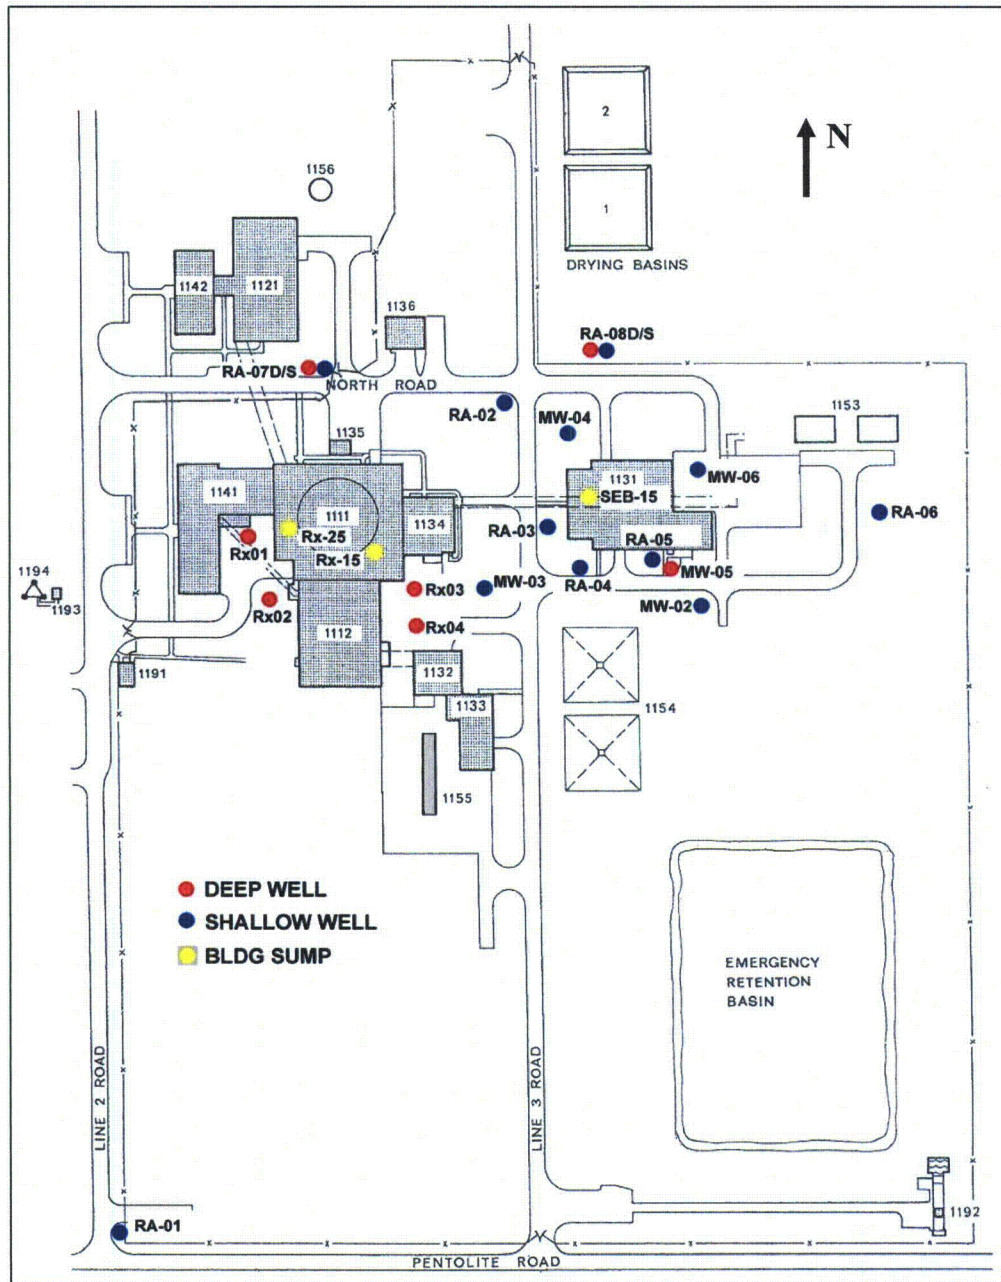 2
N
1156
1
DRYING BASINS
1142
1121
1136
RA-08D/S
RA-07D/S
NORTH ROAD
RA-02
MW-04
1153
1135
1131
MW-06
1141
SEB-15
1111
1134
RA-03
RA-06
Rx-25
Rx01
Rx-15
RA-05
1194
RA-04
MW-05
Rx03
MW-03
1193
Rx02
MW-02
Rx04
1112
1191
1132
1133
1154
1155
DEEP WELL
SHALLOW WELL
BLDG SUMP
EMERGENCY
RETENTION
BASIN
LINE 2 ROAD
LINE 3 ROAD
1192
RA-01
PENTOLITE ROAD